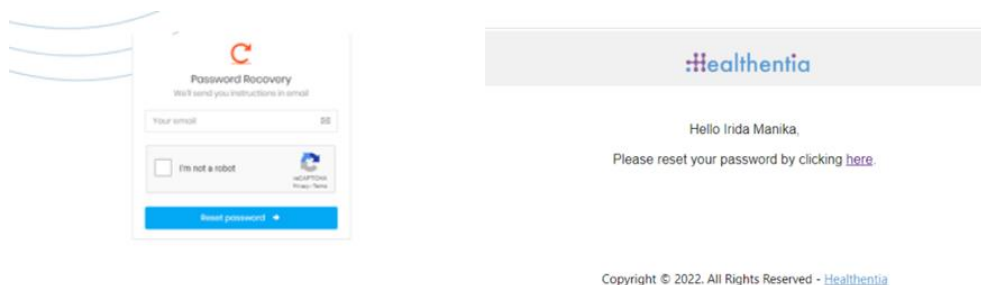 Password Recovery
We'll send you instructions in email
Your email
I'm not a robot
reCAPTCHA
Privacy - Terms
Reset password
Healthentia
Hello Irida Manika,
Please reset your password by clicking here.
Copyright © 2022. All Rights Reserved - Healthentia